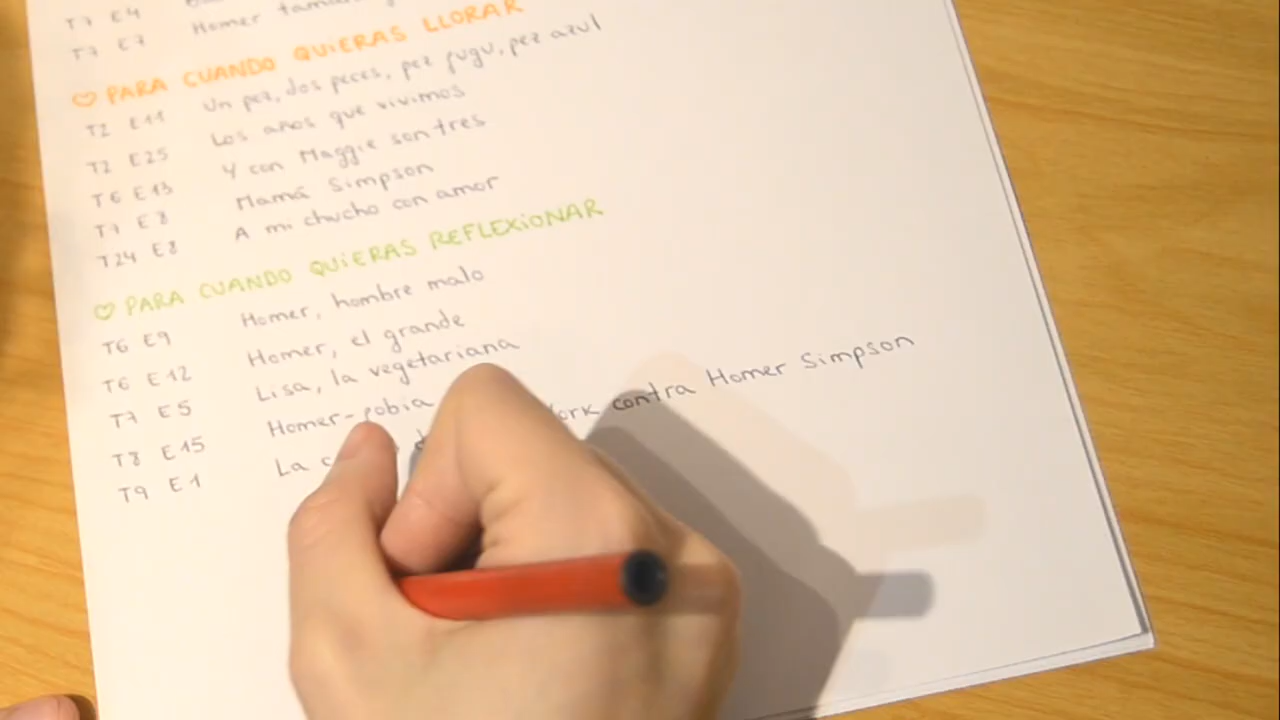 T7 E4
T7 E7 Homer
♡ PARA CUANDO QUIERAS LLORAR
T2 E11 Un pez, dos peces, pez fugu, pez azul
T2 E25 Los años que vivimos
T6 E13 Y con Maggie son tres
T7 E8 Mamá Simpson
T24 E8 A mi chucho con amor
♡ PARA CUANDO QUIERAS REFLEXIONAR
T6 E9 Homer, hombre malo
T6 E12 Homer, el grande
T7 E5 Lisa, la vegetariana
T8 E15 Homer-fobia
T9 E1 La contra Homer Simpson